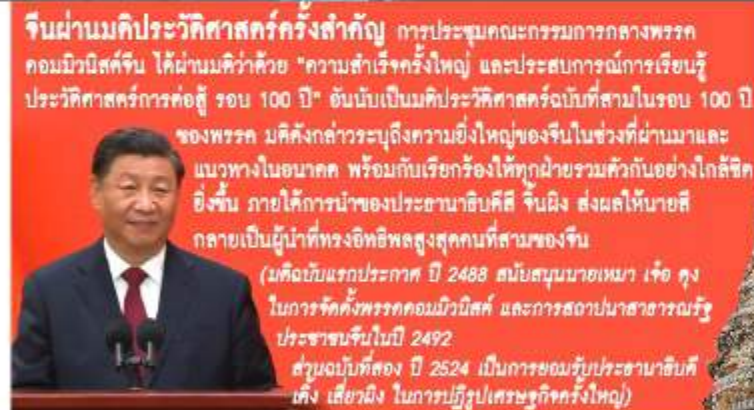 จีนผ่านมติประวัติศาสตร์ครั้งสำคัญ การประชุมคณะกรรมการกลางพรรค
คอมมิวนิสต์จีน ได้ผ่านมติว่าด้วย "ความสำเร็จครั้งใหญ่ และประสบการณ์การเรียนรู้
ประวัติศาสตร์การต่อสู้ รอบ 100 ปี" อันนับเป็นมติประวัติศาสตร์ฉบับที่สามในรอบ 100 ปี
ของพรรค มติดังกล่าวระบุถึงความยิ่งใหญ่ของจีนในช่วงที่ผ่านมาและ
แนวทางในอนาคต พร้อมกับเรียกร้องให้ทุกฝ่ายรวมตัวกันอย่างใกล้ชิด
ยิ่งขึ้น ภายใต้การนำของประธานาธิบดีสี จิ้นผิง ส่งผลให้นายสี
กลายเป็นผู้นำที่ทรงอิทธิพลสูงสุดคนที่สามของจีน
(มติฉบับแรกประกาศ ปี 2488 สนับสนุนนายเหมา เจ๋อ ตุง
ในการจัดตั้งพรรคคอมมิวนิสต์ และการสถาปนาสาธารณรัฐ
ประชาชนจีนในปี 2492
ส่วนฉบับที่สอง ปี 2524 เป็นการยอมรับประธานาธิบดี
เติ้ง เสี่ยวผิง ในการปฏิรูปเศรษฐกิจครั้งใหญ่)